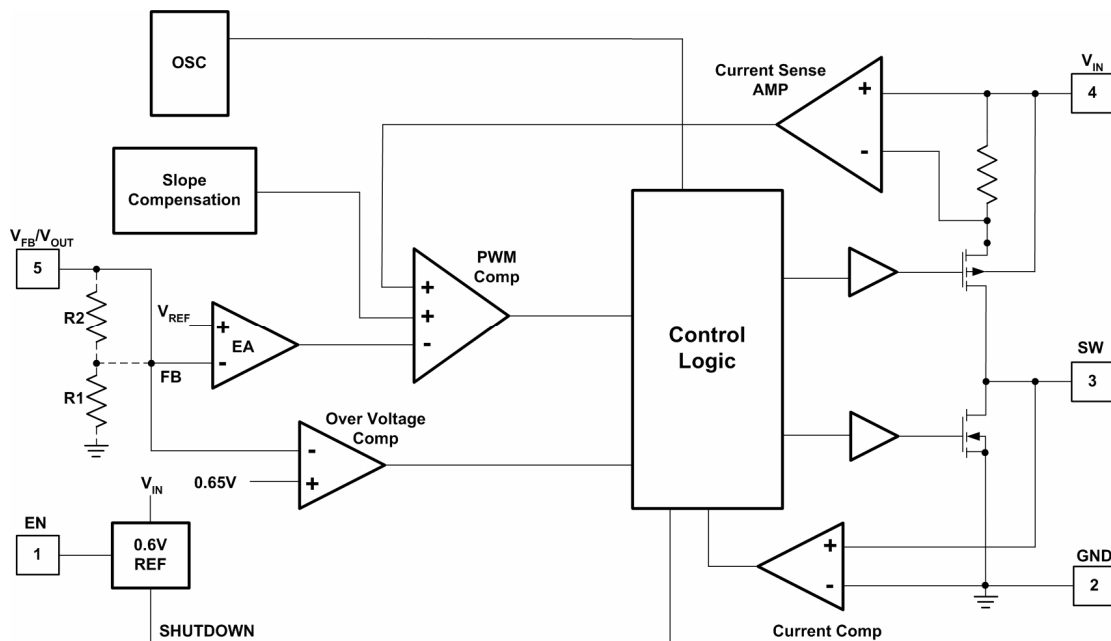 OSC
Current Sense
AMP
V_IN
4
+
-
Slope
Compensation
V_FB/V_OUT
5
PWM
Comp
+
+
-
R2
V_REF
+
EA
-
FB
R1
Control
Logic
SW
3
Over Voltage
Comp
-
+
0.65V
V_IN
EN
1
0.6V
REF
+
-
GND
2
SHUTDOWN
Current Comp